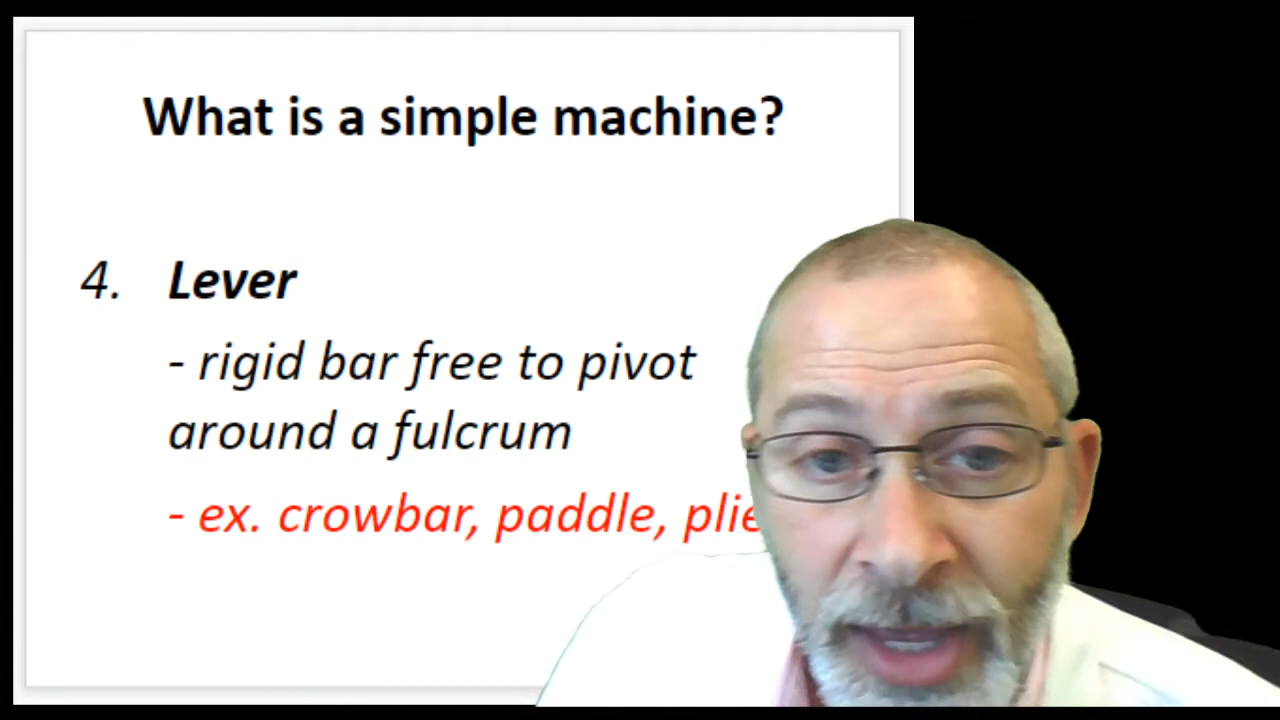 What is a simple machine?
4. Lever
- rigid bar free to pivot
around a fulcrum
- ex. crowbar, paddle,